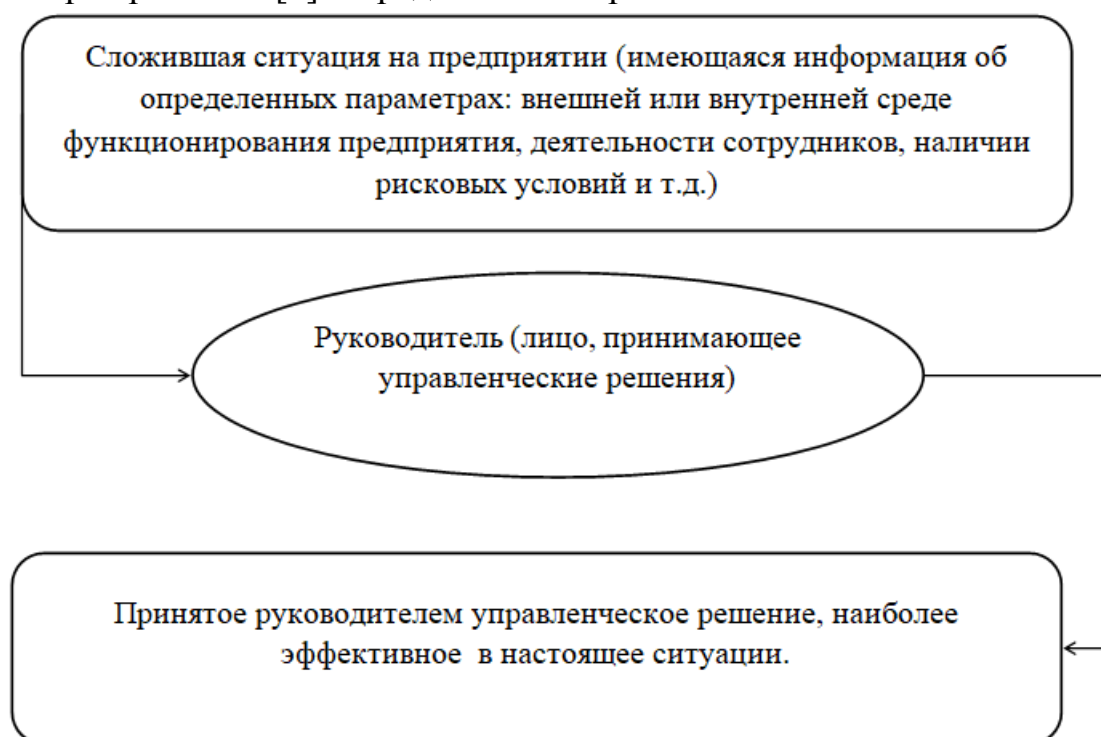 Сложившая ситуация на предприятии (имеющаяся информация об
определенных параметрах: внешней или внутренней среде
функционирования предприятия, деятельности сотрудников, наличии
рисковых условий и т.д.)
Руководитель (лицо, принимающее
управленческие решения)
Принятое руководителем управленческое решение, наиболее
эффективное в настоящее ситуации.